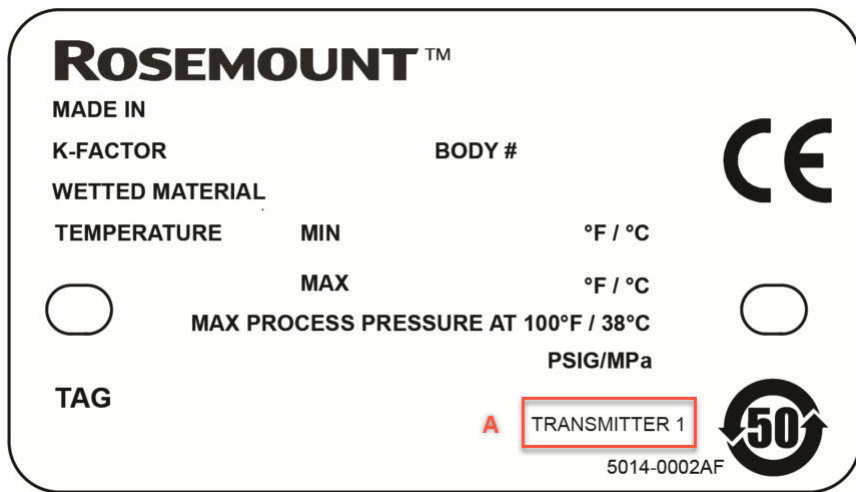 ROSEMOUNT™
MADE IN
K-FACTOR BODY #
WETTED MATERIAL
TEMPERATURE MIN °F / °C
MAX °F / °C
MAX PROCESS PRESSURE AT 100°F / 38°C
PSIG/MPa
TAG
A TRANSMITTER 1
50
5014-0002AF
CE